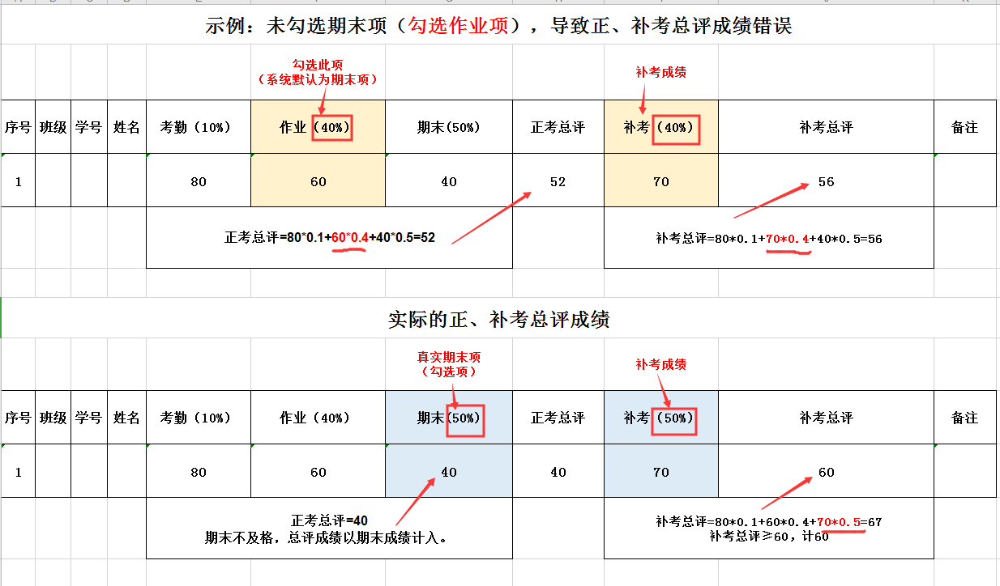 示例：未勾选期末项（勾选作业项），导致正、补考总评成绩错误
勾选此项
（系统默认为期末项）
补考成绩
序号 班级 学号 姓名 考勤（10%） 作业（40%） 期末(50%) 正考总评 补考（40%） 补考总评 备注
1 80 60 40 52 70 56
正考总评=80*0.1+60*0.4+40*0.5=52
补考总评=80*0.1+70*0.4+40*0.5=56
实际的正、补考总评成绩
真实期末项
（勾选项）
补考成绩
序号 班级 学号 姓名 考勤（10%） 作业（40%） 期末(50%) 正考总评 补考（50%） 补考总评 备注
1 80 60 40 40 70 60
正考总评=40
期末不及格，总评成绩以期末成绩计入。
补考总评=80*0.1+60*0.4+70*0.5=67
补考总评≥60，计60